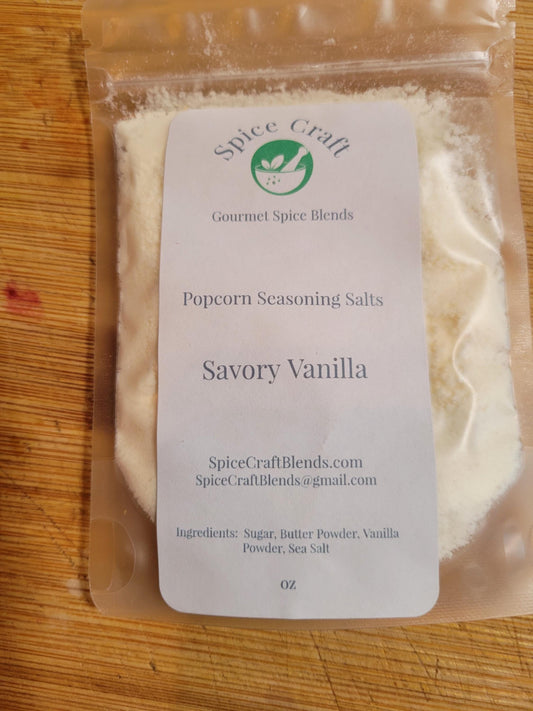 Spice Craft
Gourmet Spice Blends
Popcorn Seasoning Salts
Savory Vanilla
SpiceCraftBlends.com
SpiceCraftBlends@gmail.com
Ingredients: Sugar, Butter Powder, Vanilla
Powder, Sea Salt
oz